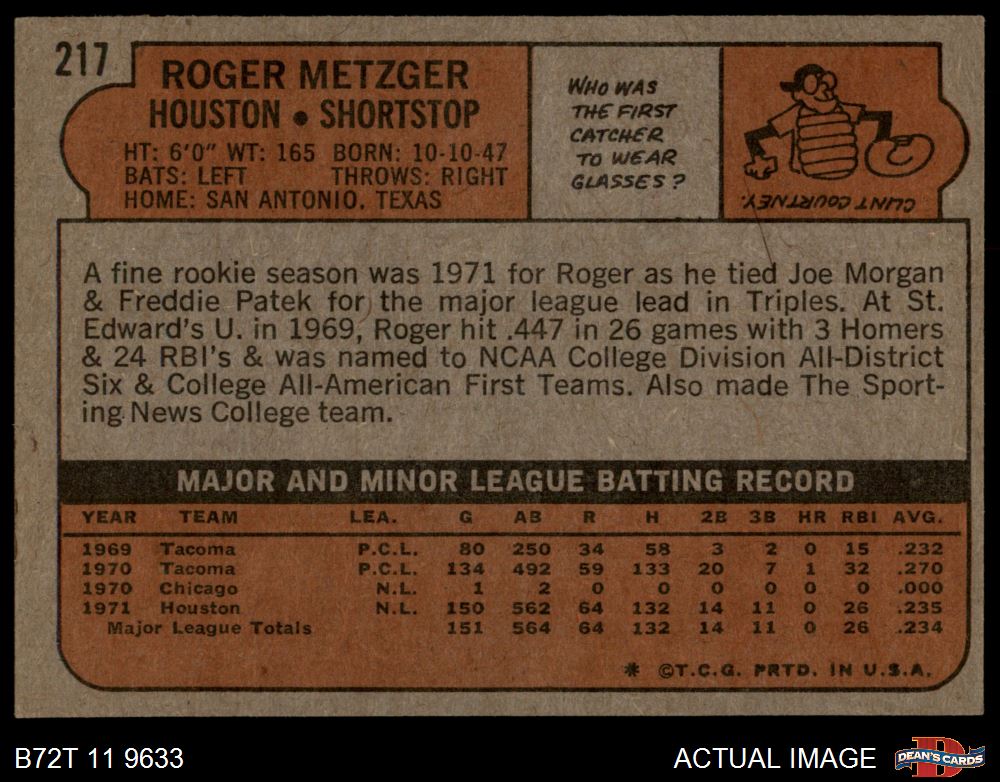 217
ROGER METZGER
HOUSTON • SHORTSTOP
HT: 6'0" WT: 165 BORN: 10-10-47
BATS: LEFT THROWS: RIGHT
HOME: SAN ANTONIO, TEXAS
WHO WAS
THE FIRST
CATCHER
TO WEAR
GLASSES?
CLINT COURTNEY.
A fine rookie season was 1971 for Roger as he tied Joe Morgan
& Freddie Patek for the major league lead in Triples. At St.
Edward's U. in 1969, Roger hit .447 in 26 games with 3 Homers
& 24 RBI's & was named to NCAA College Division All-District
Six & College All-American First Teams. Also made The Sport-
ing News College team.
MAJOR AND MINOR LEAGUE BATTING RECORD
YEAR TEAM LEA. G AB R H 2B 3B HR RBI AVG.
1969 Tacoma P.C.L. 80 250 34 58 3 2 0 15 .232
1970 Tacoma P.C.L. 134 492 59 133 20 7 1 32 .270
1970 Chicago N.L. 1 2 0 0 0 0 0 0 .000
1971 Houston N.L. 150 562 64 132 14 11 0 26 .235
Major League Totals 151 564 64 132 14 11 0 26 .234
* ©T.C.G. PRTD. IN U.S.A.
B72T 11 9633
ACTUAL IMAGE
D
DEAN'S CARDS